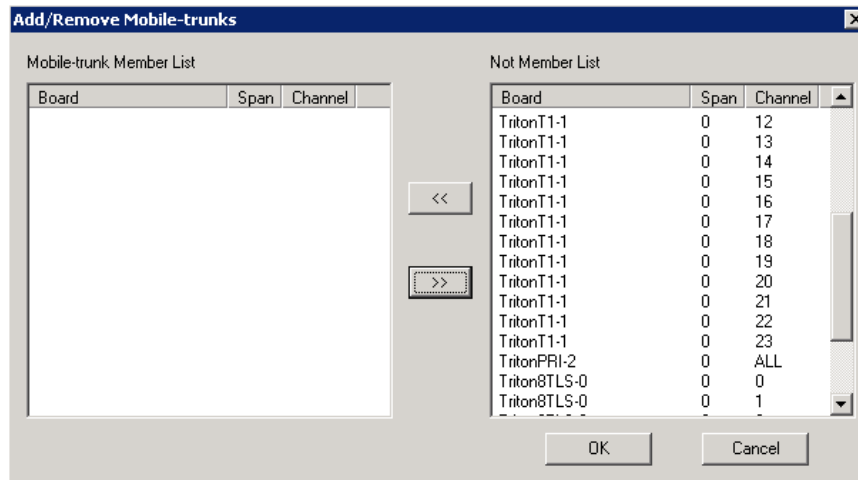 Add/Remove Mobile-trunks
Mobile-trunk Member List
Not Member List
Board Span Channel
Board Span Channel
TritonT1-1 0 12
TritonT1-1 0 13
TritonT1-1 0 14
TritonT1-1 0 15
TritonT1-1 0 16
TritonT1-1 0 17
TritonT1-1 0 18
TritonT1-1 0 19
TritonT1-1 0 20
TritonT1-1 0 21
TritonT1-1 0 22
TritonT1-1 0 23
TritonPRI-2 0 ALL
Triton8TLS-0 0 0
Triton8TLS-0 0 1
<<
>>
OK
Cancel